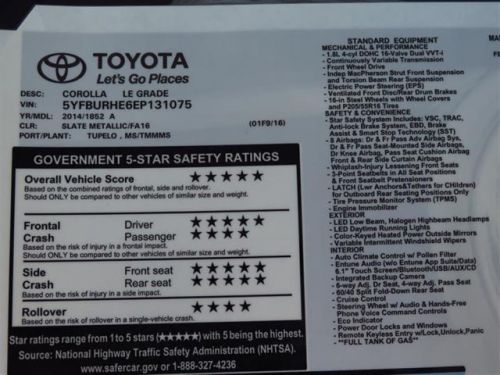 TOYOTA
Let's Go Places
DESC: COROLLA LE GRADE
VIN: 5YFBURHE6EP131075
YR/MDL: 2014/1852 A
CLR: SLATE METALLIC/FA16 (01F9/16)
PORT/PLANT: TUPELO , MS/TMMMS
GOVERNMENT 5-STAR SAFETY RATINGS
Overall Vehicle Score ★★★★★
Based on the combined ratings of frontal, side and rollover.
Should ONLY be compared to other vehicles of similar size and weight.
Frontal Driver ★★★★★
Crash Passenger ★★★★
Based on the risk of injury in a frontal impact.
Should ONLY be compared to other vehicles of similar size and weight.
Side Front seat ★★★★★
Crash Rear seat ★★★★★
Based on the risk of injury in a side impact.
Rollover ★★★★
Based on the risk of rollover in a single-vehicle crash.
Star ratings range from 1 to 5 stars (★★★★★) with 5 being the highest.
Source: National Highway Traffic Safety Administration (NHTSA).
www.safercar.gov or 1-888-327-4236
STANDARD EQUIPMENT
MECHANICAL & PERFORMANCE
- 1.8L 4-cyl DOHC 16-Valve Dual VVT-i
- Continuously Variable Transmission
- Front Wheel Drive
- Indep MacPherson Strut Front Suspension
and Torsion Beam Rear Suspension
- Electric Power Steering (EPS)
- Ventilated Front Disc/Rear Drum Brakes
- 16-in Steel Wheels with Wheel Covers
and P205/55R16 Tires
SAFETY & CONVENIENCE
- Star Safety System Includes: VSC, TRAC,
Anti-lock Brake System, EBD, Brake
Assist & Smart Stop Technology (SST)
- 8 Airbags: Dr & Fr Pass Adv Airbag Sys,
Dr & Fr Pass Seat-Mounted Side Airbags,
Dr Knee Airbag, Pass Seat Cushion Airbag
and Front & Rear Side Curtain Airbags
- Whiplash-Injury Lessening Front Seats
- 3-Point Seatbelts in All Seat Positions
& Front Seatbelt Pretensioners
- LATCH (Lwr Anchors&Tethers for CHildren)
for Outboard Rear Seating Positions Only
- Tire Pressure Monitor System (TPMS)
- Engine Immobilizer
EXTERIOR
- LED Low Beam, Halogen Highbeam Headlamps
- LED Daytime Running Lights
- Color-Keyed Heated Power Outside Mirrors
- Variable Intermittent Windshield Wipers
INTERIOR
- Auto Climate Control w/ Pollen Filter
- Entune Audio (w/o Entune App Suite/Data)
6.1" Touch Screen/Bluetooth/USB/AUX/CD
- Integrated Backup Camera
- 6-way Adj. Dr Seat, 4-way Adj. Pass Seat
- 60/40 Split Fold-Down Rear Seat
- Cruise Control
- Steering Wheel w/ Audio & Hands-Free
Phone Voice Command Controls
- Eco Indicator
- Power Door Locks and Windows
- Remote Keyless Entry w/Lock,Unlock,Panic
- **FULL TANK OF GAS**